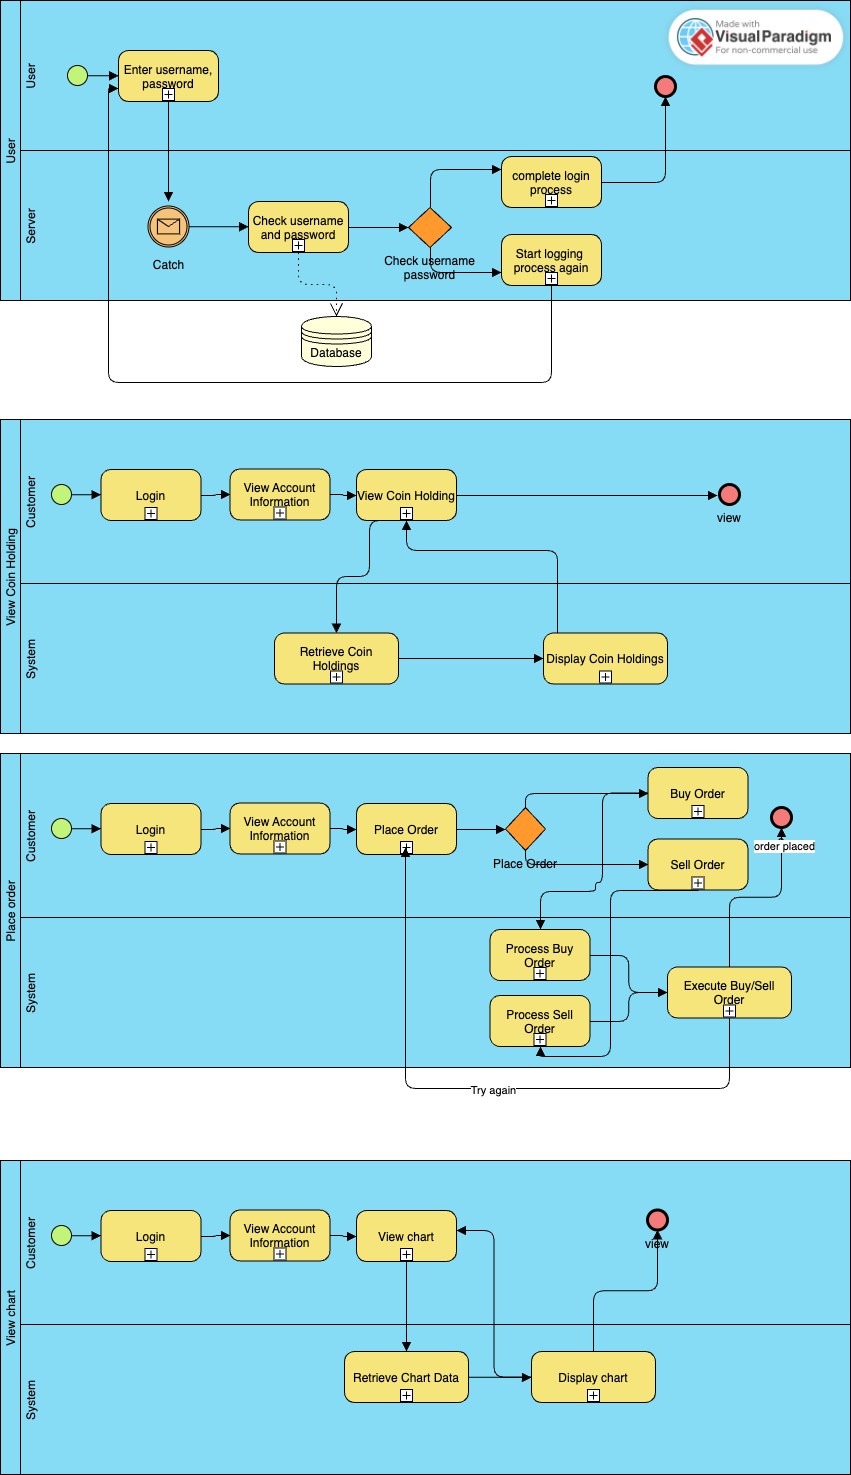 Made with
VisualParadigm
For non-commercial use
User
User
Enter username,
password
Server
Catch
Check username
and password
Check username
password
complete login
process
Start logging
process again
Database
View Coin Holding
Customer
Login
View Account
Information
View Coin Holding
view
System
Retrieve Coin
Holdings
Display Coin Holdings
Place order
Customer
Login
View Account
Information
Place Order
Place Order
Buy Order
Sell Order
order placed
System
Process Buy
Order
Process Sell
Order
Execute Buy/Sell
Order
Try again
View chart
Customer
Login
View Account
Information
View chart
view
System
Retrieve Chart Data
Display chart